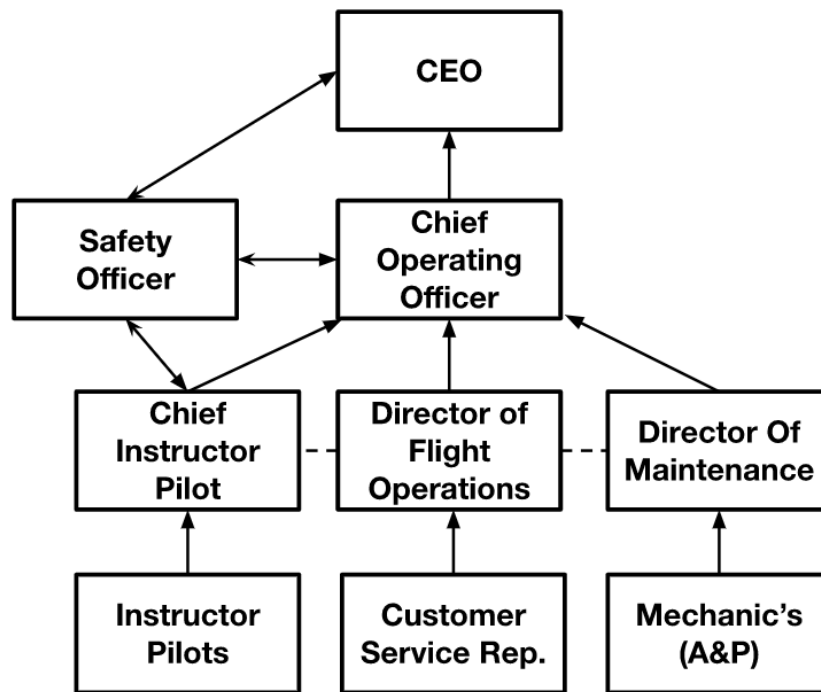 CEO
Safety
Officer
Chief
Operating
Officer
Chief
Instructor
Pilot
Director of
Flight
Operations
Director Of
Maintenance
Instructor
Pilots
Customer
Service Rep.
Mechanic's
(A&P)